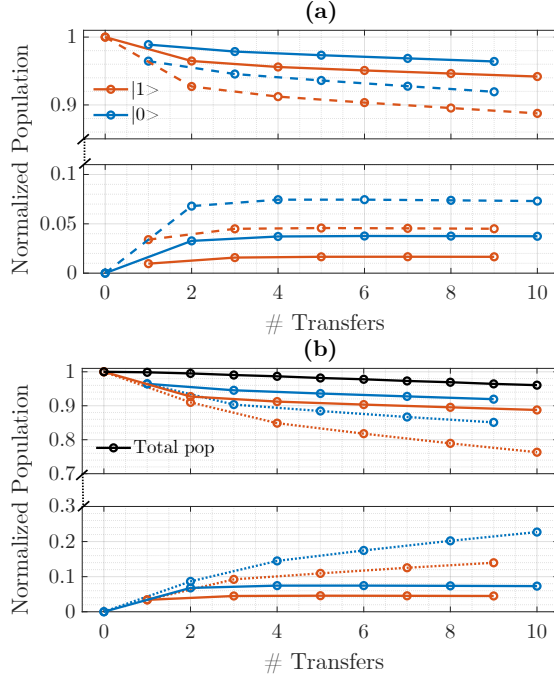 (a)
1
0.9
|1>
|0>
0.1
0.05
0
0 2 4 6 8 10
# Transfers
Normalized Population
(b)
1
0.9
0.8
0.7
Total pop
0.3
0.2
0.1
0
0 2 4 6 8 10
# Transfers
Normalized Population